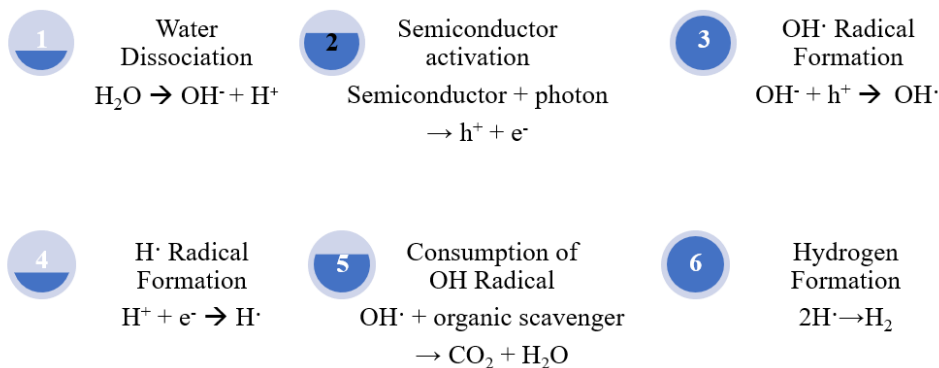 1
Water
Dissociation
H₂O → OH⁻ + H⁺
2
Semiconductor
activation
Semiconductor + photon
→ h⁺ + e⁻
3
OH· Radical
Formation
OH⁻ + h⁺ → OH·
4
H· Radical
Formation
H⁺ + e⁻ → H·
5
Consumption of
OH Radical
OH· + organic scavenger
→ CO₂ + H₂O
6
Hydrogen
Formation
2H·→H₂